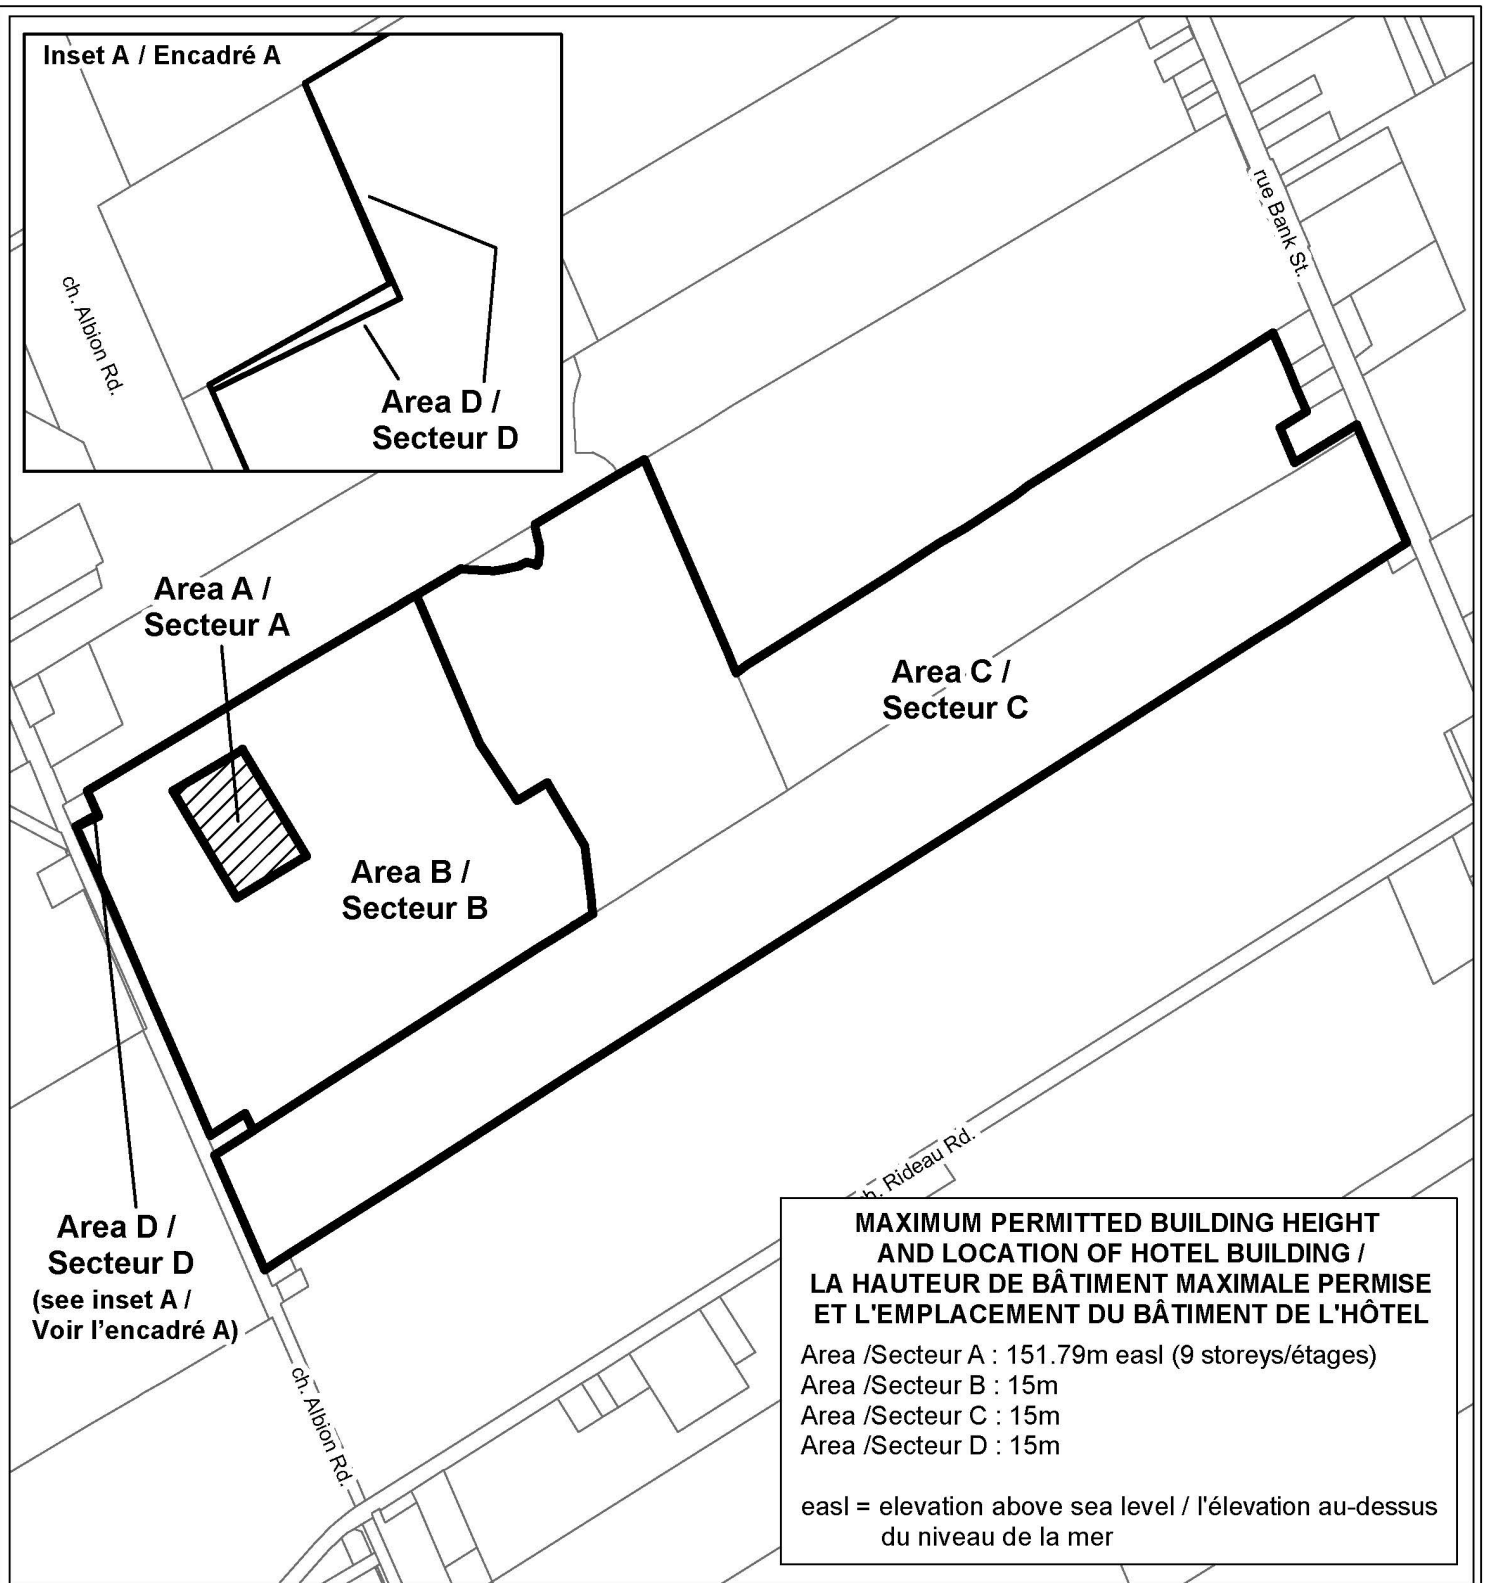 Inset A / Encadré A
ch. Albion Rd.
Area D /
Secteur D
rue Bank St.
Area A /
Secteur A
Area C /
Secteur C
Area B /
Secteur B
Area D /
Secteur D
(see inset A /
Voir l'encadré A)
ch. Albion Rd.
Rideau Rd.
MAXIMUM PERMITTED BUILDING HEIGHT
AND LOCATION OF HOTEL BUILDING /
LA HAUTEUR DE BÂTIMENT MAXIMALE PERMISE
ET L'EMPLACEMENT DU BÂTIMENT DE L'HÔTEL
Area /Secteur A : 151.79m easl (9 storeys/étages)
Area /Secteur B : 15m
Area /Secteur C : 15m
Area /Secteur D : 15m
easl = elevation above sea level / l'élévation au-dessus
du niveau de la mer